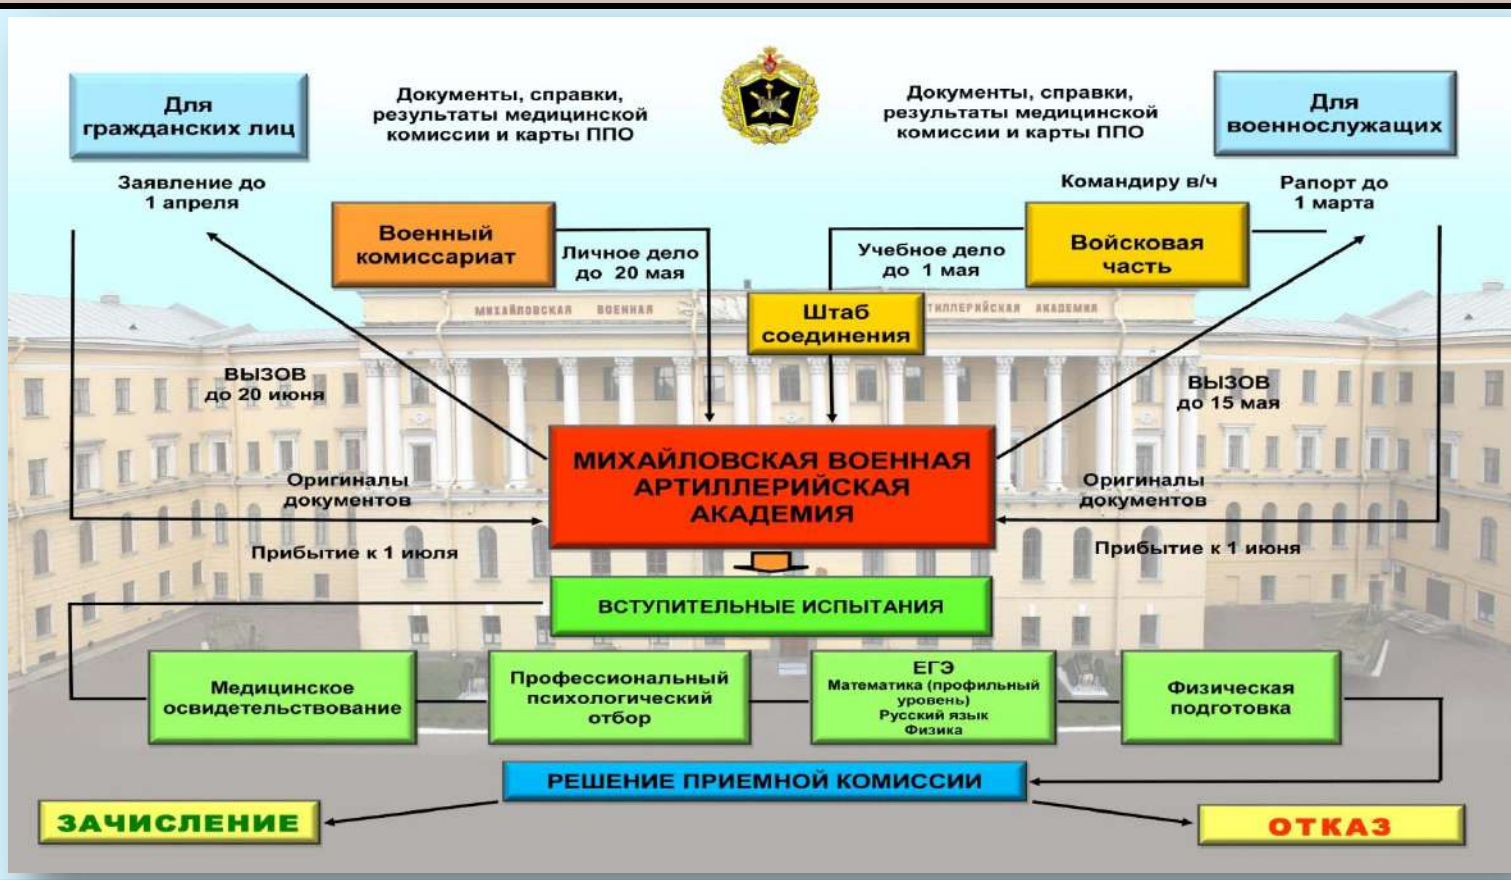 Для
гражданских лиц
Документы, справки,
результаты медицинской
комиссии и карты ППО
Документы, справки,
результаты медицинской
комиссии и карты ППО
Для
военнослужащих
Заявление до
1 апреля
Командиру в/ч
Рапорт до
1 марта
Военный
комиссариат
Личное дело
до 20 мая
Учебное дело
до 1 мая
Войсковая
часть
МИХАЙЛОВСКАЯ ВОЕННАЯ
ТИЛЛЕРИЙСКАЯ АКАДЕМИЯ
Штаб
соединения
ВЫЗОВ
до 20 июня
ВЫЗОВ
до 15 мая
МИХАЙЛОВСКАЯ ВОЕННАЯ
АРТИЛЛЕРИЙСКАЯ
АКАДЕМИЯ
Оригиналы
документов
Оригиналы
документов
Прибытие к 1 июля
Прибытие к 1 июня
ВСТУПИТЕЛЬНЫЕ ИСПЫТАНИЯ
Медицинское
освидетельствование
Профессиональный
психологический
отбор
ЕГЭ
Математика (профильный
уровень)
Русский язык
Физика
Физическая
подготовка
РЕШЕНИЕ ПРИЕМНОЙ КОМИССИИ
ЗАЧИСЛЕНИЕ
ОТКАЗ